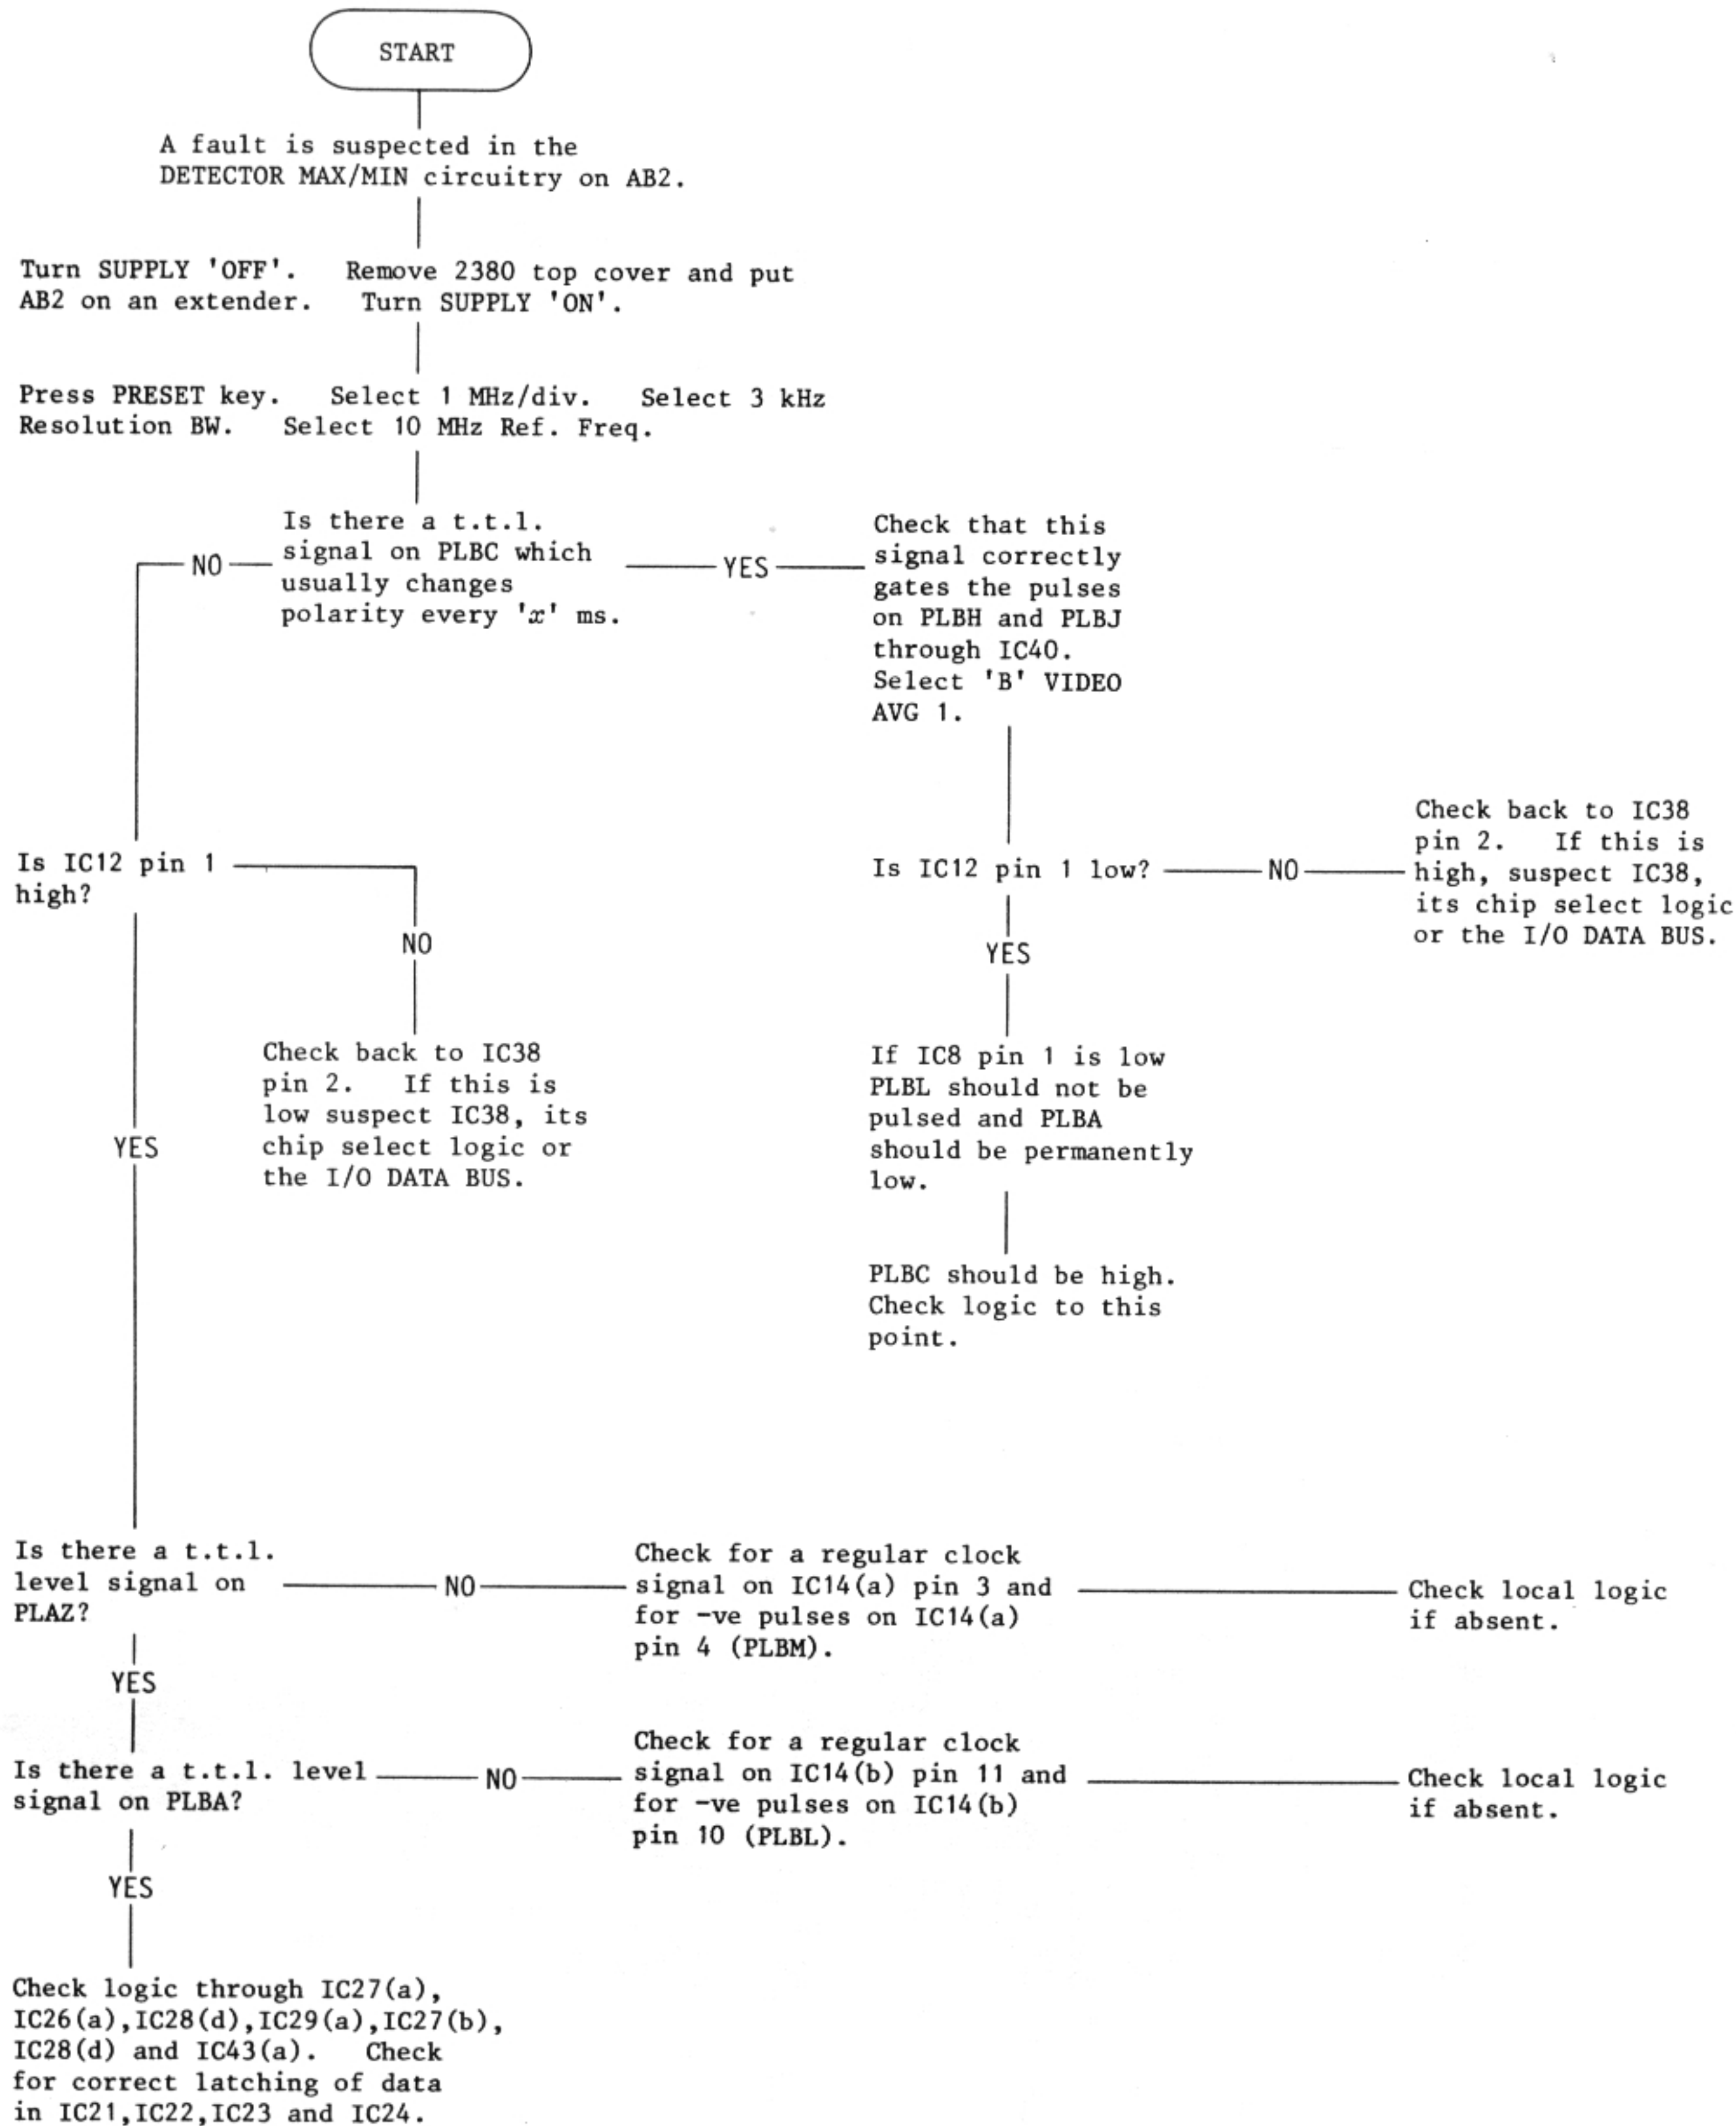 START
A fault is suspected in the
DETECTOR MAX/MIN circuitry on AB2.
Turn SUPPLY 'OFF'. Remove 2380 top cover and put
AB2 on an extender. Turn SUPPLY 'ON'.
Press PRESET key. Select 1 MHz/div. Select 3 kHz
Resolution BW. Select 10 MHz Ref. Freq.
Is there a t.t.l.
signal on PLBC which
usually changes
polarity every 'x' ms.
NO
YES
Check that this
signal correctly
gates the pulses
on PLBH and PLBJ
through IC40.
Select 'B' VIDEO
AVG 1.
Is IC12 pin 1
high?
NO
Check back to IC38
pin 2. If this is
low suspect IC38, its
chip select logic or
the I/O DATA BUS.
YES
Is IC12 pin 1 low?
NO
Check back to IC38
pin 2. If this is
high, suspect IC38,
its chip select logic
or the I/O DATA BUS.
YES
If IC8 pin 1 is low
PLBL should not be
pulsed and PLBA
should be permanently
low.
PLBC should be high.
Check logic to this
point.
Is there a t.t.l.
level signal on
PLAZ?
NO
Check for a regular clock
signal on IC14(a) pin 3 and
for -ve pulses on IC14(a)
pin 4 (PLBM).
Check local logic
if absent.
YES
Is there a t.t.l. level
signal on PLBA?
NO
Check for a regular clock
signal on IC14(b) pin 11 and
for -ve pulses on IC14(b)
pin 10 (PLBL).
Check local logic
if absent.
YES
Check logic through IC27(a),
IC26(a),IC28(d),IC29(a),IC27(b),
IC28(d) and IC43(a). Check
for correct latching of data
in IC21,IC22,IC23 and IC24.